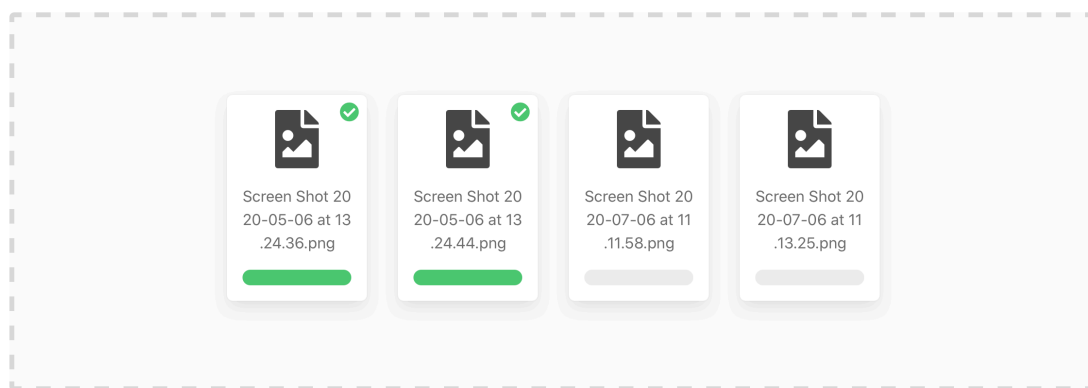 Screen Shot 20
20-05-06 at 13
.24.36.png
Screen Shot 20
20-05-06 at 13
.24.44.png
Screen Shot 20
20-07-06 at 11
.11.58.png
Screen Shot 20
20-07-06 at 11
.13.25.png